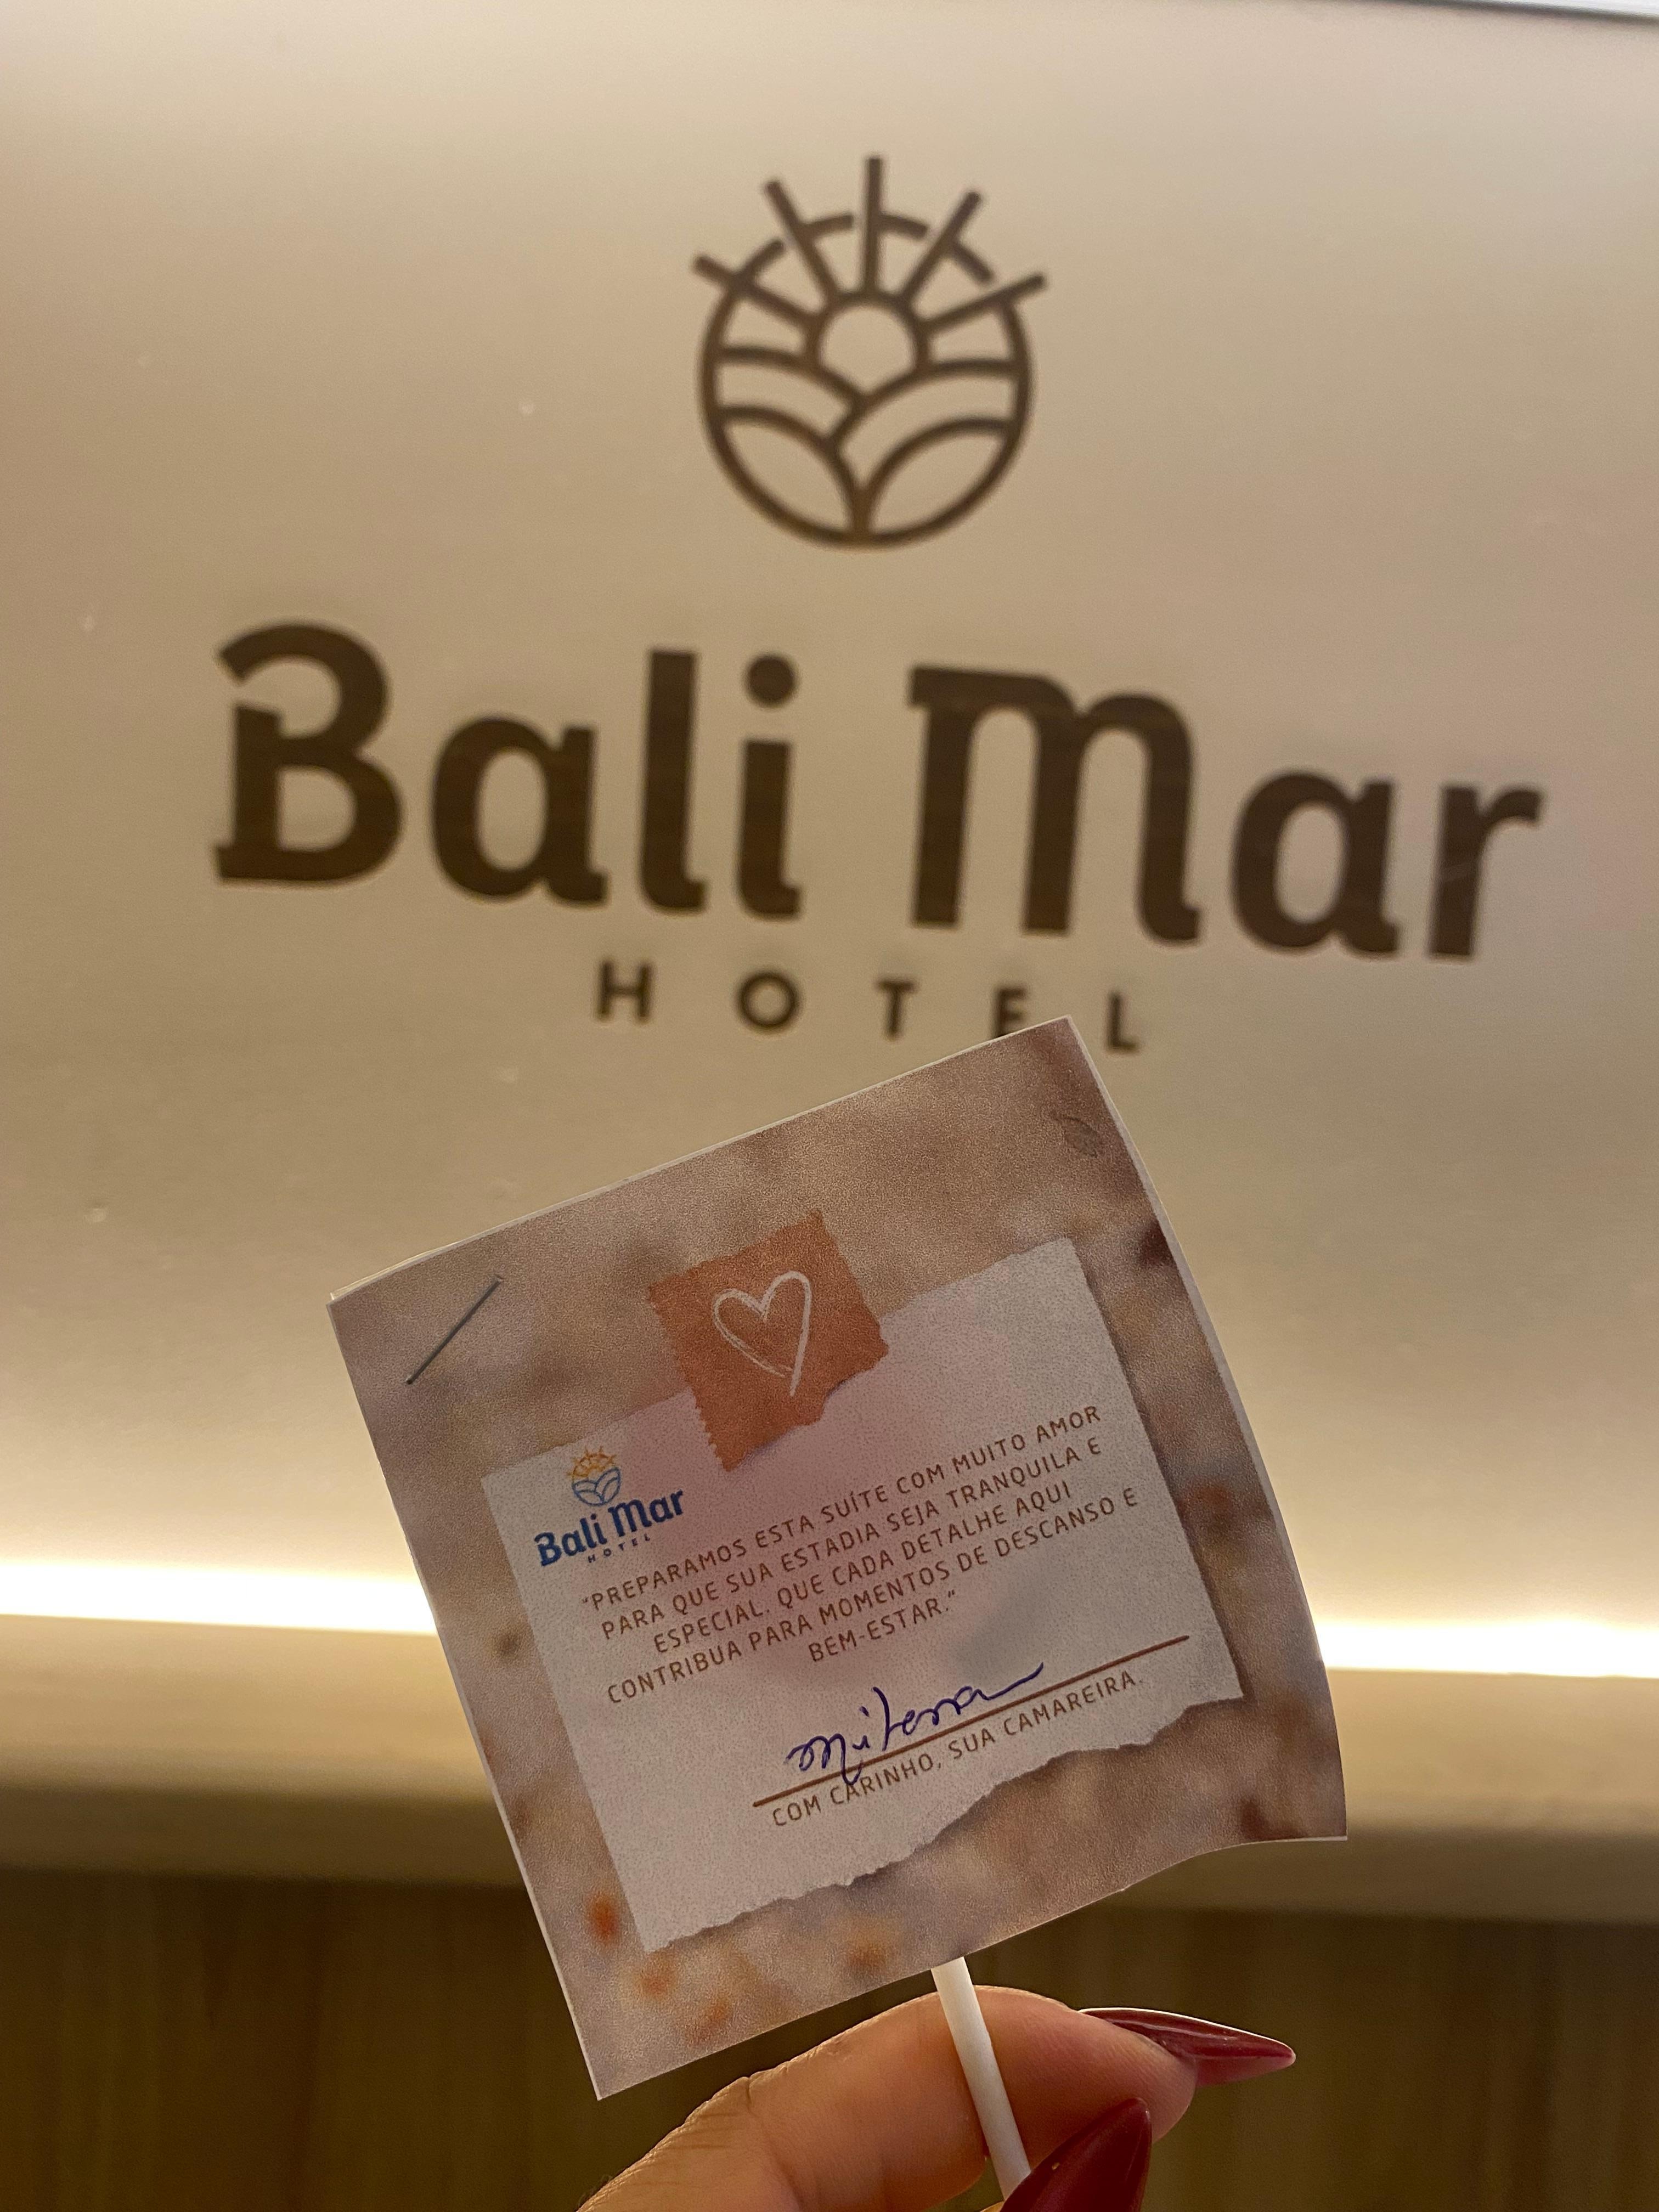 Bali Mar
HOTEL
Bali Mar
HOTEL
"PREPARAMOS ESTA SUÍTE COM MUITO AMOR
PARA QUE SUA ESTADIA SEJA TRANQUILA E
ESPECIAL. QUE CADA DETALHE AQUI
CONTRIBUA PARA MOMENTOS DE DESCANSO E
BEM-ESTAR."
COM CARINHO, SUA CAMAREIRA.